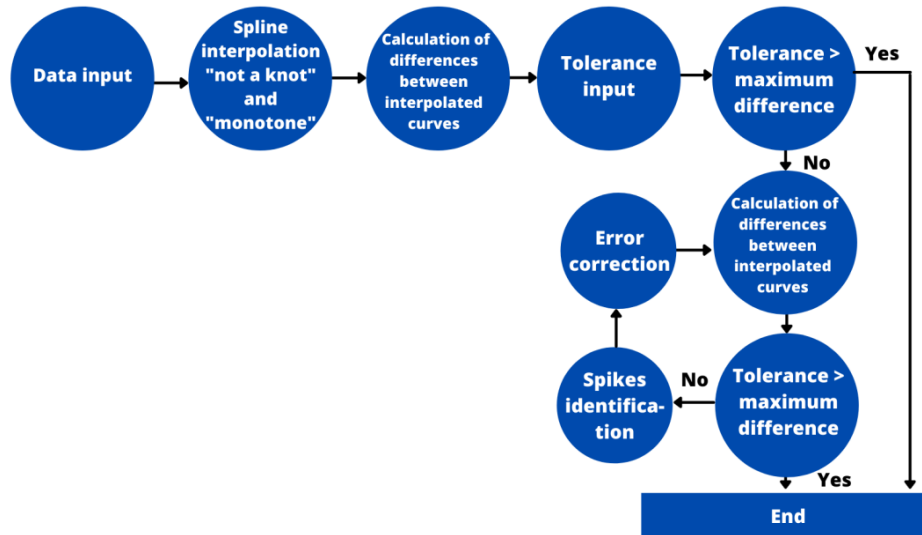 Data input
Spline
interpolation
"not a knot"
and
"monotone"
Calculation of
differences
between
interpolated
curves
Tolerance
input
Tolerance >
maximum
difference
Yes
No
Calculation of
differences
between
interpolated
curves
Error
correction
Tolerance >
maximum
difference
No
Spikes
identifica-
tion
Yes
End